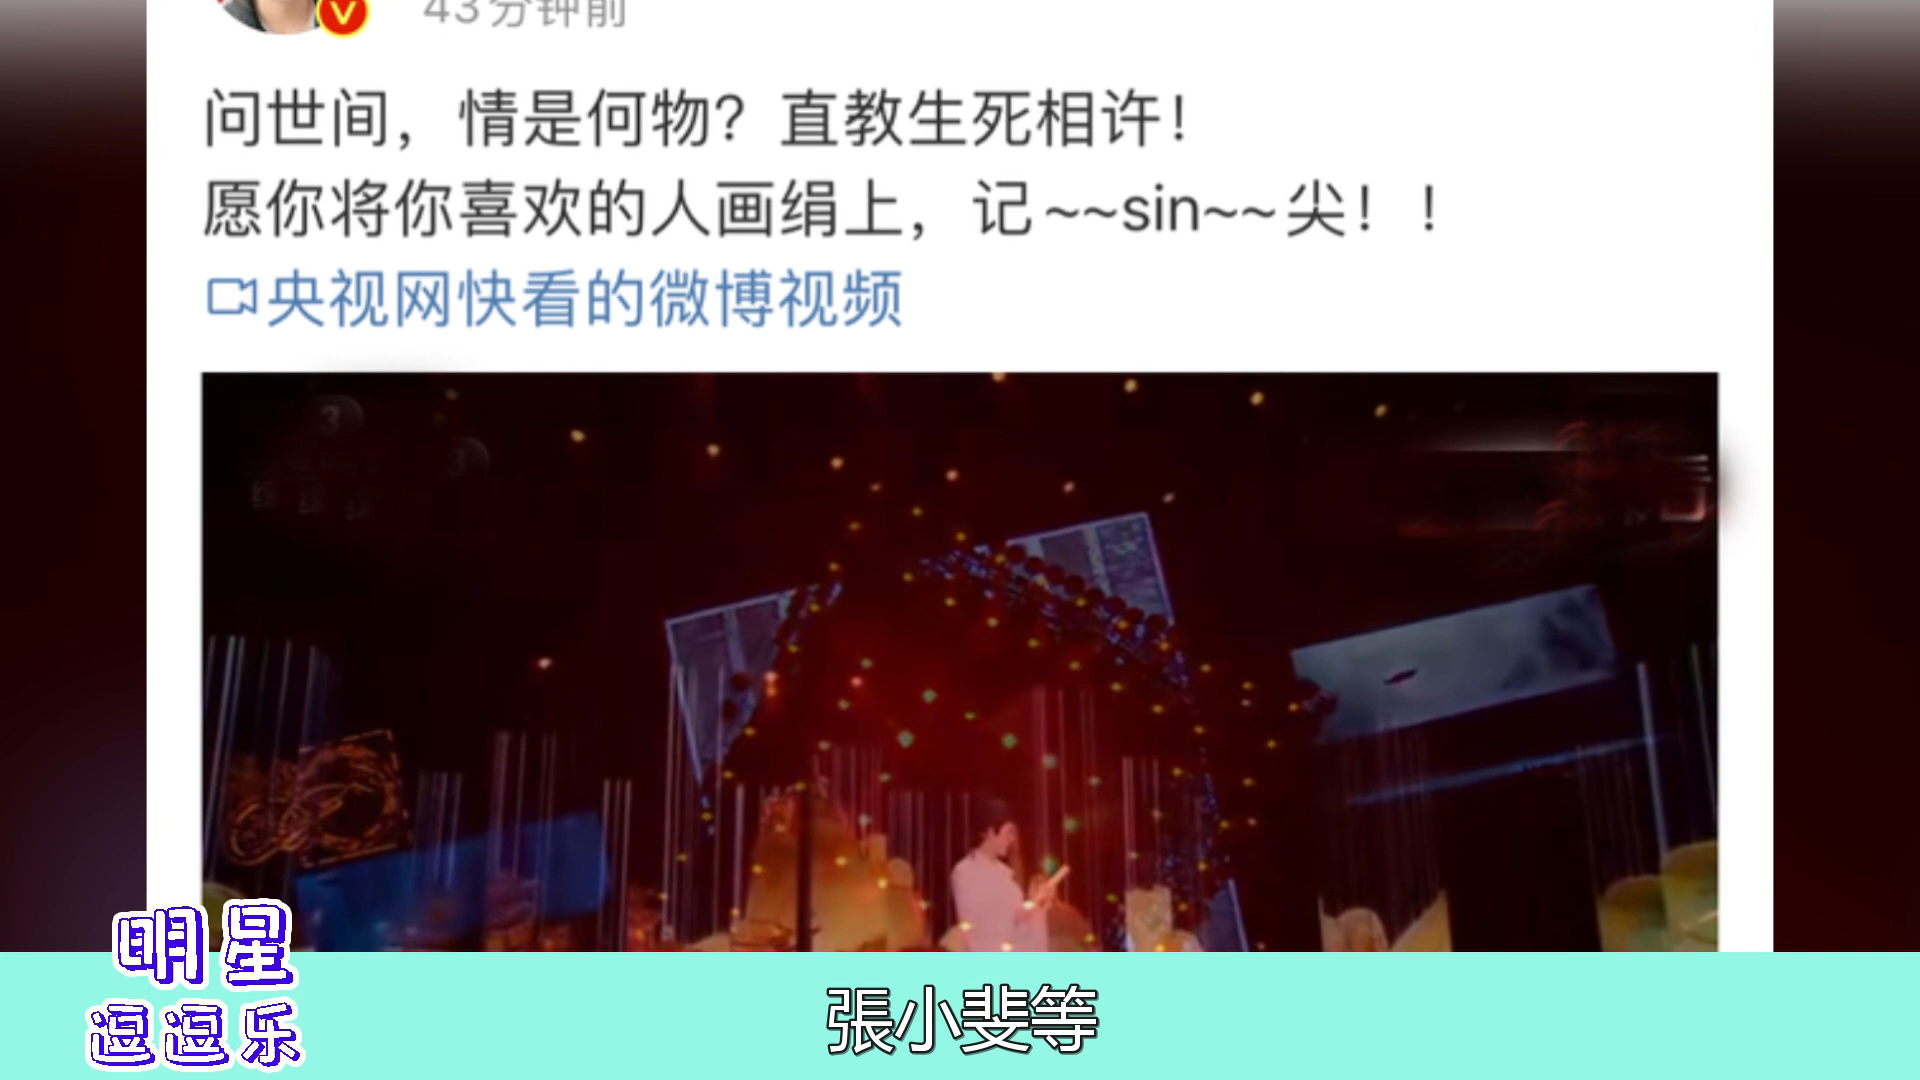 43分钟前
问世间，情是何物？直教生死相许！
愿你将你喜欢的人画绢上，记~~sin~~尖！！
央视网快看的微博视频
3
明星
逗逗乐
張小斐等